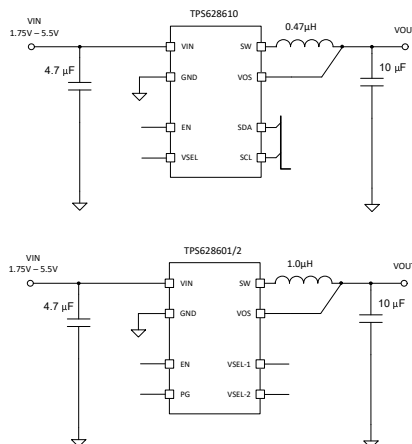 TPS628610
VIN
1.75V – 5.5V
0.47µH
VOU
VIN
SW
4.7 µF
GND
VOS
10 µF
EN
SDA
VSEL
SCL
TPS628601/2
VIN
1.75V – 5.5V
1.0µH
VOU
VIN
SW
4.7 µF
GND
VOS
10 µF
EN
VSEL-1
PG
VSEL-2